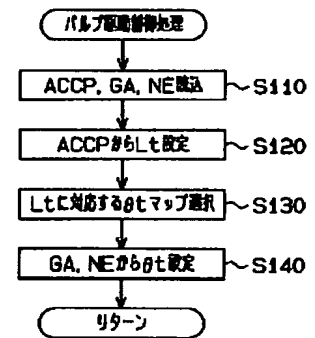 バルブ駆動制御処理
ACCP, GA, NE読込
S110
ACCPからLt設定
S120
Ltに対応するθtマップ選択
S130
GA, NEからθt設定
S140
リターン